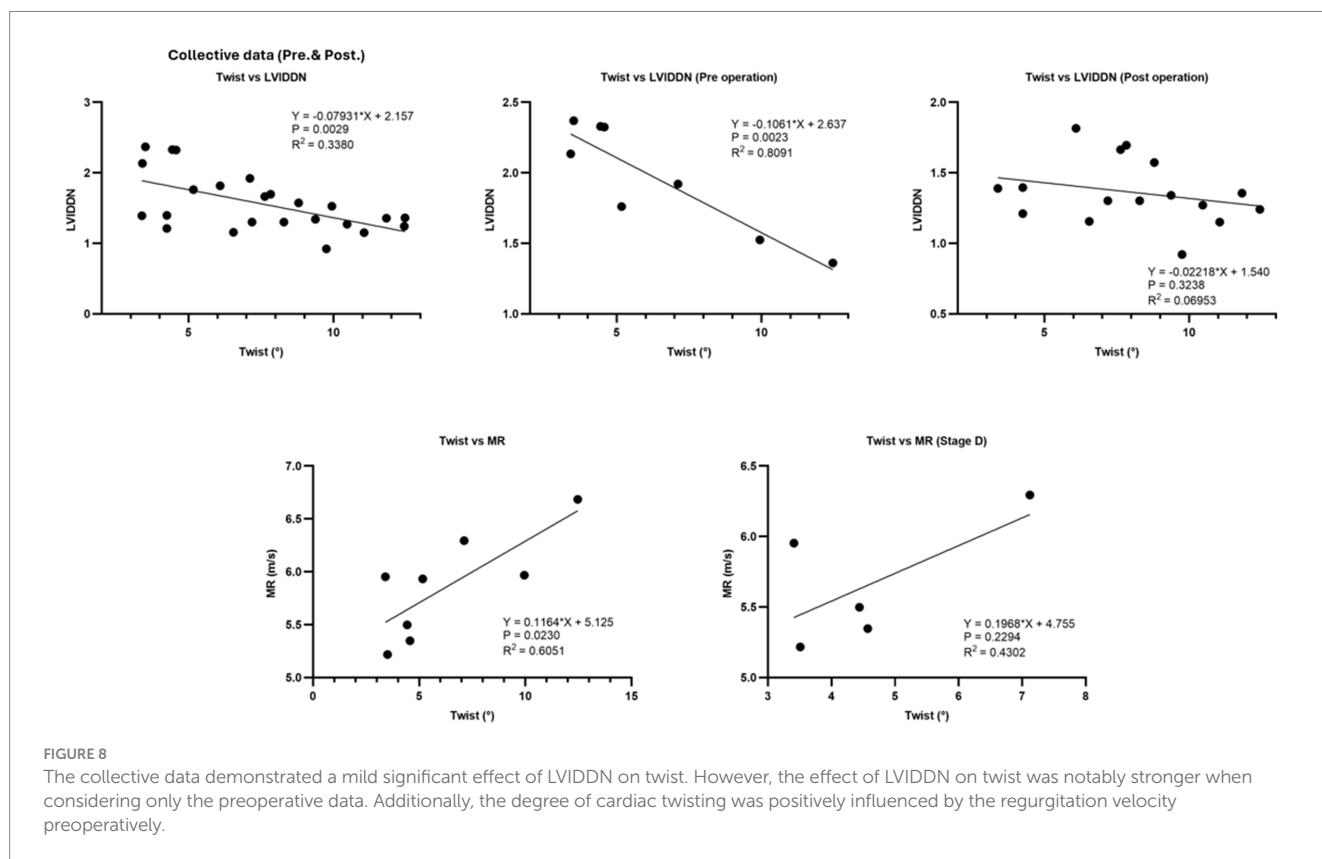 Collective data (Pre.& Post.)
Twist vs LVIDDN
Y = -0.07931*X + 2.157
P = 0.0029
R² = 0.3380
3
2
1
0
LVIDDN
5
10
Twist (°)
Twist vs LVIDDN (Pre operation)
Y = -0.1061*X + 2.637
P = 0.0023
R² = 0.8091
2.5
2.0
1.5
1.0
LVIDDN
5
10
Twist (°)
Twist vs LVIDDN (Post operation)
2.0
1.5
1.0
0.5
LVIDDN
Y = -0.02218*X + 1.540
P = 0.3238
R² = 0.06953
5
10
Twist (°)
Twist vs MR
7.0
6.5
6.0
5.5
5.0
MR (m/s)
Y = 0.1164*X + 5.125
P = 0.0230
R² = 0.6051
0
5
10
15
Twist (°)
Twist vs MR (Stage D)
6.5
6.0
5.5
5.0
MR (m/s)
Y = 0.1968*X + 4.755
P = 0.2294
R² = 0.4302
3
4
5
6
7
8
Twist (°)
FIGURE 8
The collective data demonstrated a mild significant effect of LVIDDN on twist. However, the effect of LVIDDN on twist was notably stronger when
considering only the preoperative data. Additionally, the degree of cardiac twisting was positively influenced by the regurgitation velocity
preoperatively.